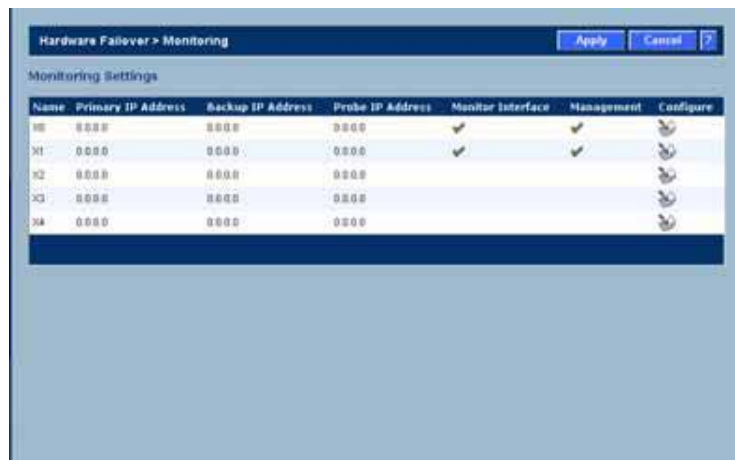 Hardware Failover > Monitoring Apply Cancel ?
Monitoring Settings
Name Primary IP Address Backup IP Address Probe IP Address Monitor Interface Management Configure
X0 0.0.0.0 0.0.0.0 0.0.0.0
X1 0.0.0.0 0.0.0.0 0.0.0.0
X2 0.0.0.0 0.0.0.0 0.0.0.0
X3 0.0.0.0 0.0.0.0 0.0.0.0
X4 0.0.0.0 0.0.0.0 0.0.0.0